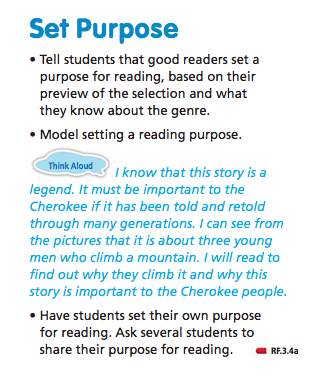 Set Purpose
• Tell students that good readers set a
purpose for reading, based on their
preview of the selection and what
they know about the genre.
• Model setting a reading purpose.
Think Aloud I know that this story is a
legend. It must be important to the
Cherokee if it has been told and retold
through many generations. I can see from
the pictures that it is about three young
men who climb a mountain. I will read to
find out why they climb it and why this
story is important to the Cherokee people.
• Have students set their own purpose
for reading. Ask several students to
share their purpose for reading. RF.3.4a